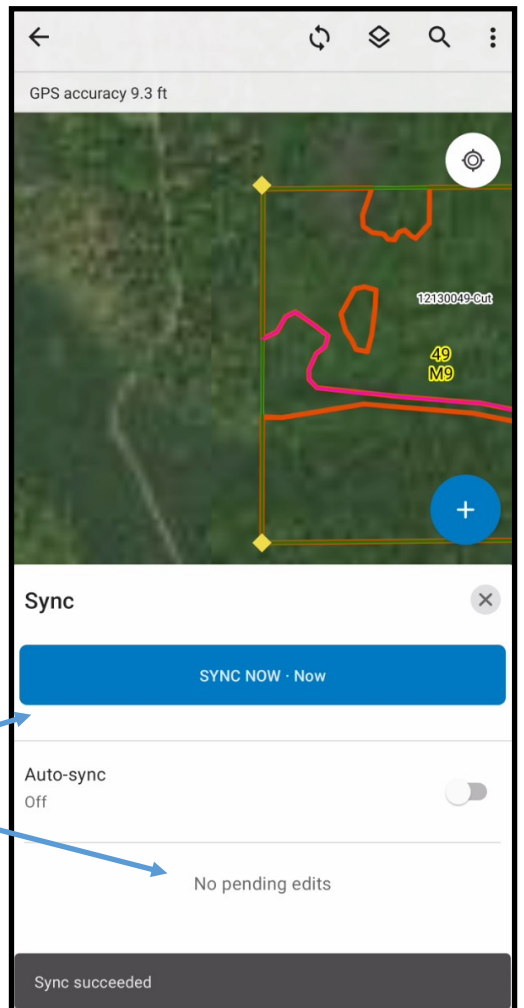 GPS accuracy 9.3 ft
12130049-Cut
49
M9
Sync
SYNC NOW · Now
Auto-sync
Off
No pending edits
Sync succeeded